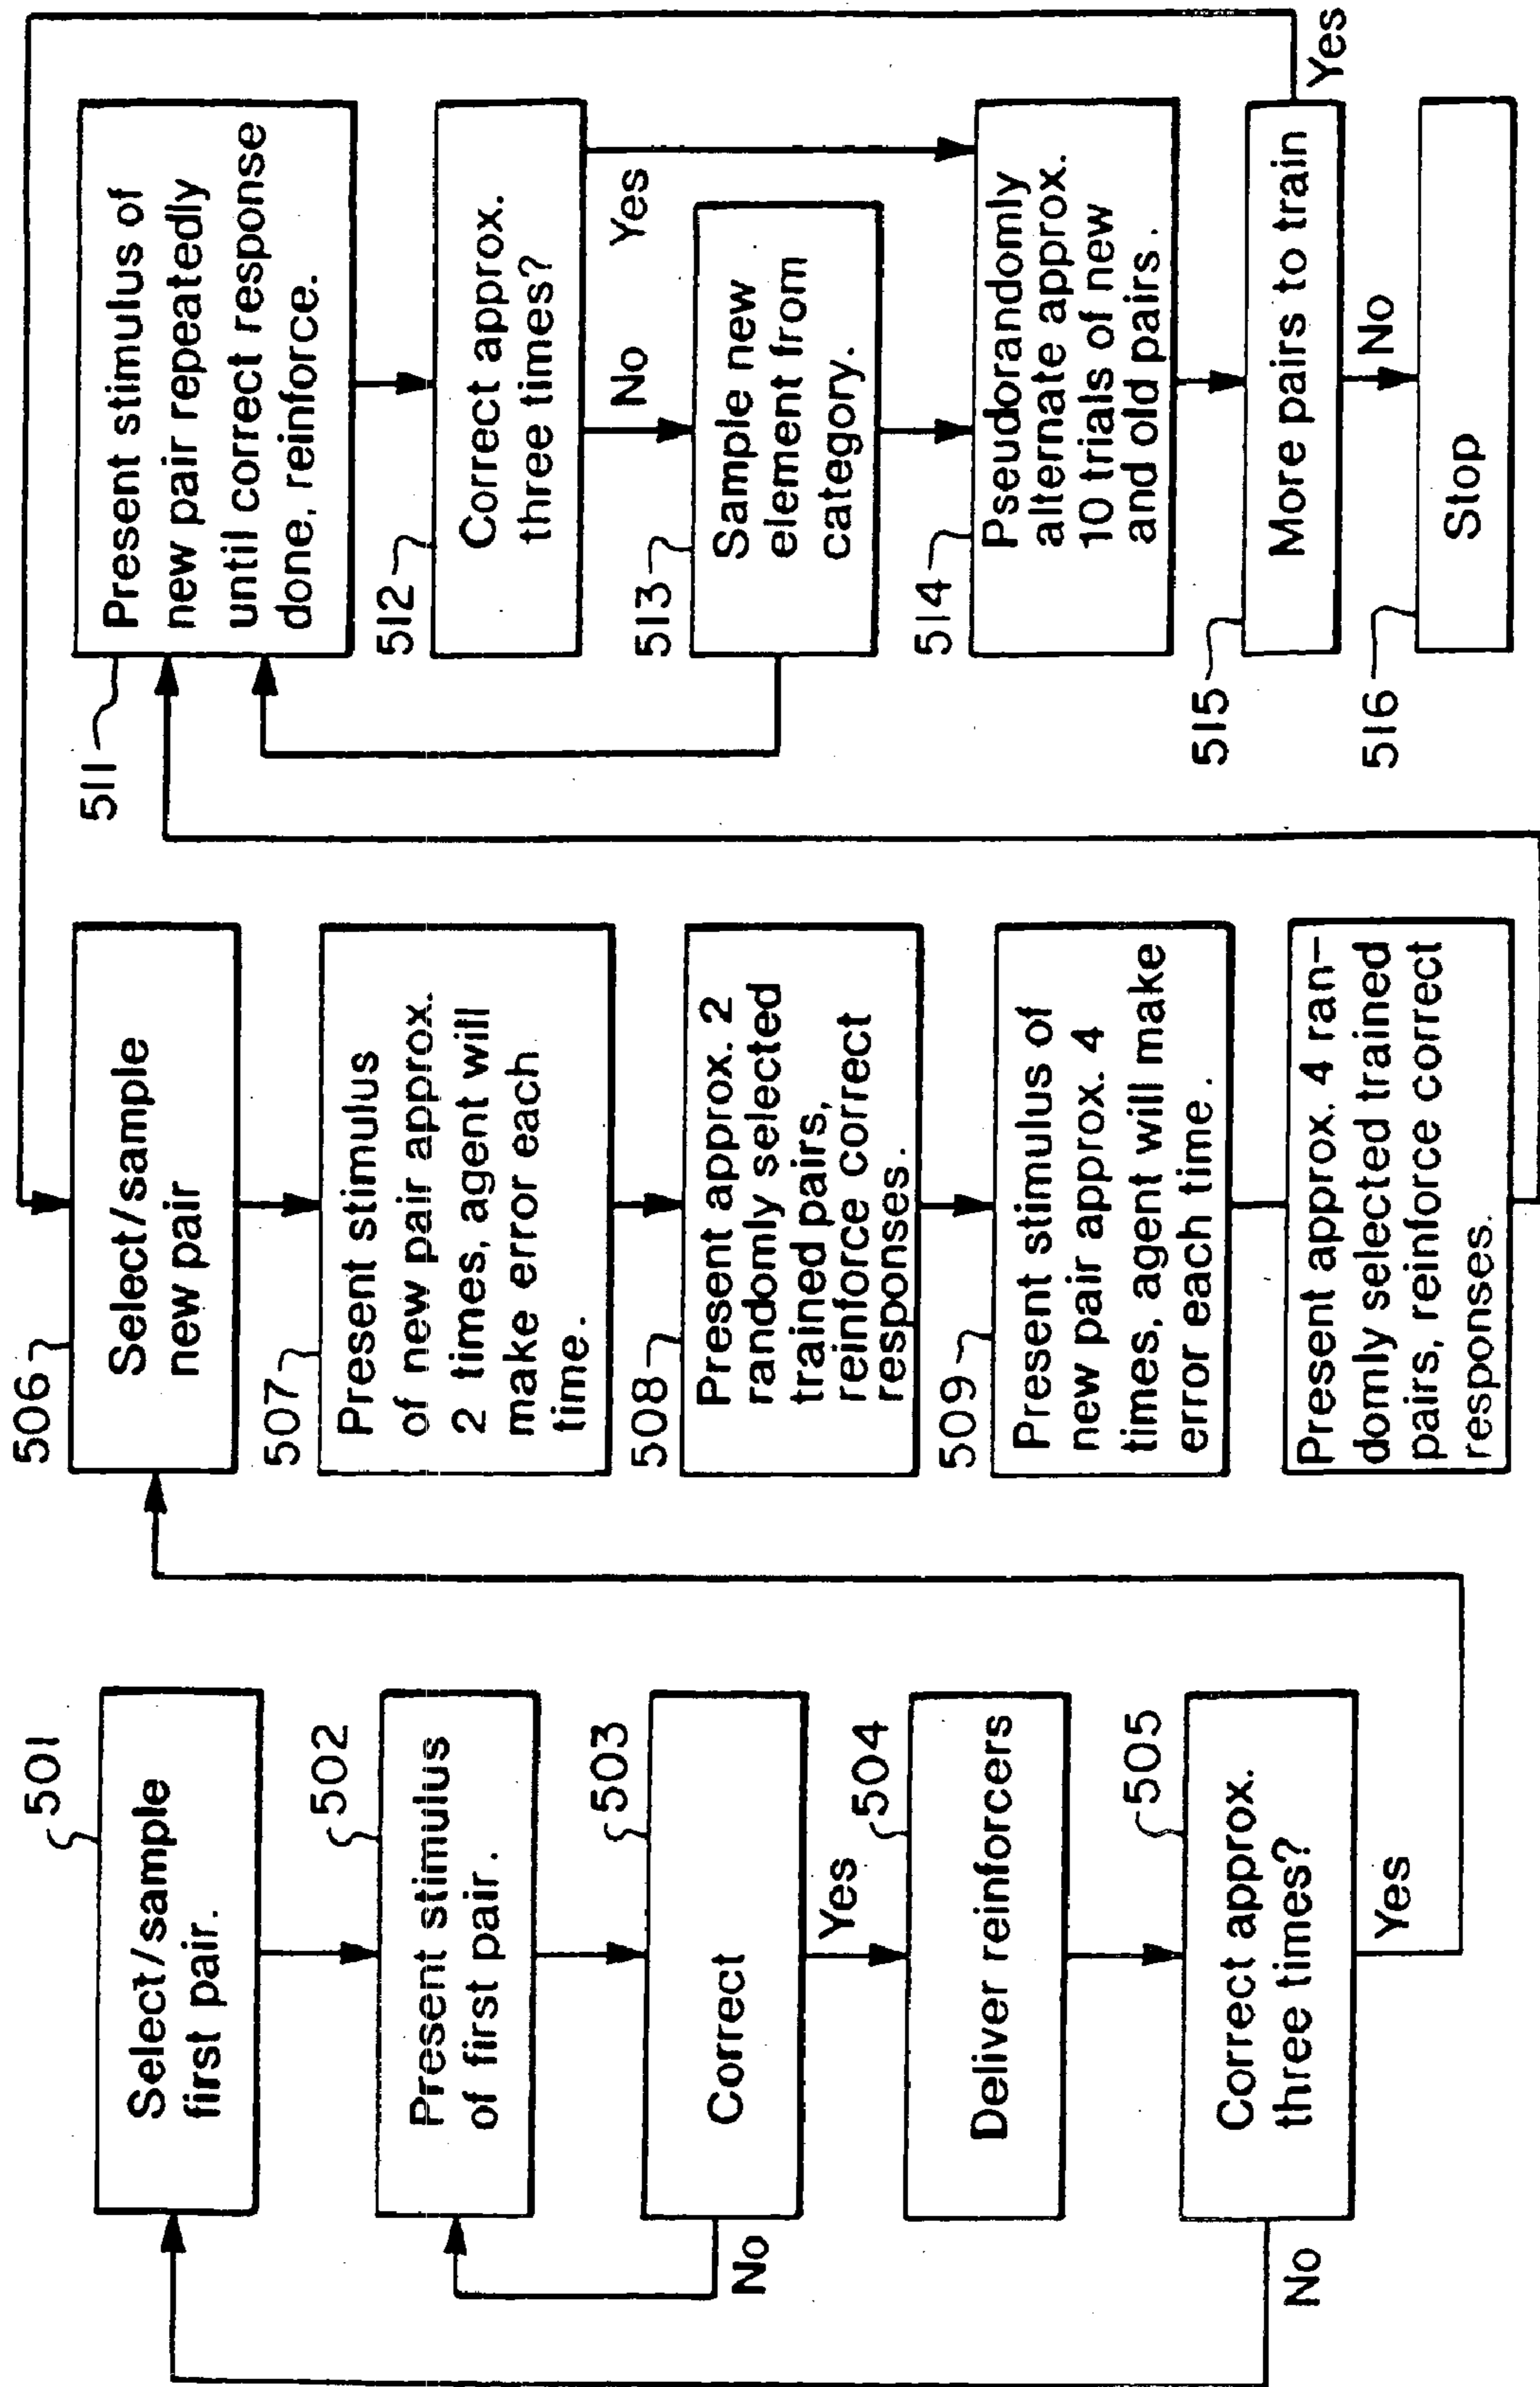 501
Select/sample
first pair.
502
Present stimulus
of first pair.
503
Correct
No
Yes
504
Deliver reinforcers
505
Correct approx.
three times?
No
Yes
506
Select/sample
new pair
507
Present stimulus
of new pair approx.
2 times, agent will
make error each
time.
508
Present approx. 2
randomly selected
trained pairs,
reinforce correct
responses.
509
Present stimulus of
new pair approx. 4
times, agent will make
error each time.
Present approx. 4 ran-
domly selected trained
pairs, reinforce correct
responses.
511
Present stimulus of
new pair repeatedly
until correct response
done, reinforce.
512
Correct approx.
three times?
No
Yes
513
Sample new
element from
category.
514
Pseudorandomly
alternate approx.
10 trials of new
and old pairs.
515
More pairs to train
Yes
No
516
Stop